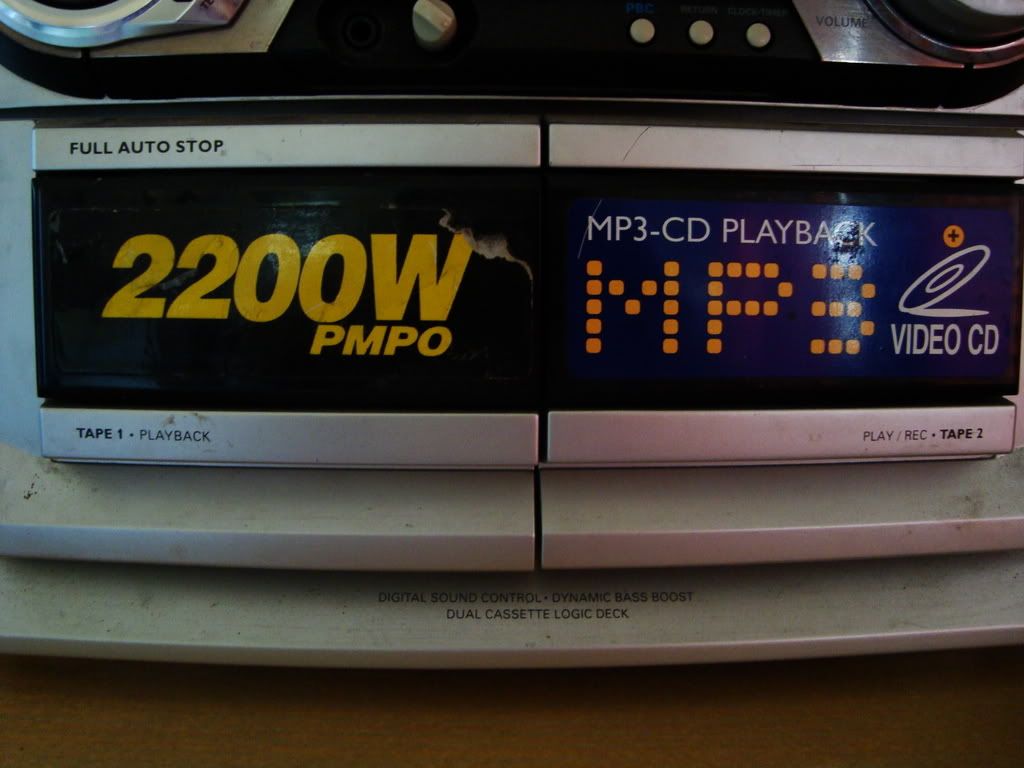 PBC RETURN CLOCK/TIMER
VOLUME
FULL AUTO STOP
2200W
PMPO
MP3-CD PLAYBACK
MP3
VIDEO CD
TAPE 1 • PLAYBACK
PLAY / REC • TAPE 2
DIGITAL SOUND CONTROL • DYNAMIC BASS BOOST
DUAL CASSETTE LOGIC DECK